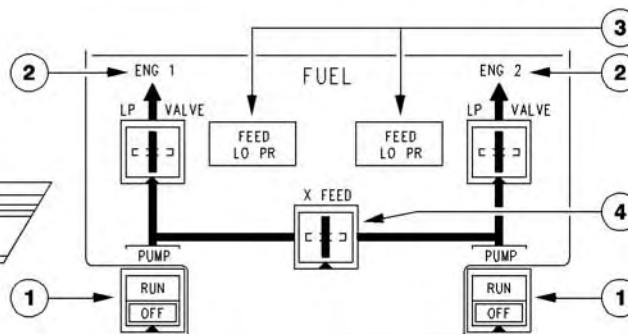 3
2 ENG 1 FUEL ENG 2 2
LP VALVE LP VALVE
FEED LO PR FEED LO PR
X FEED
4
PUMP PUMP
1 RUN RUN 1
OFF OFF